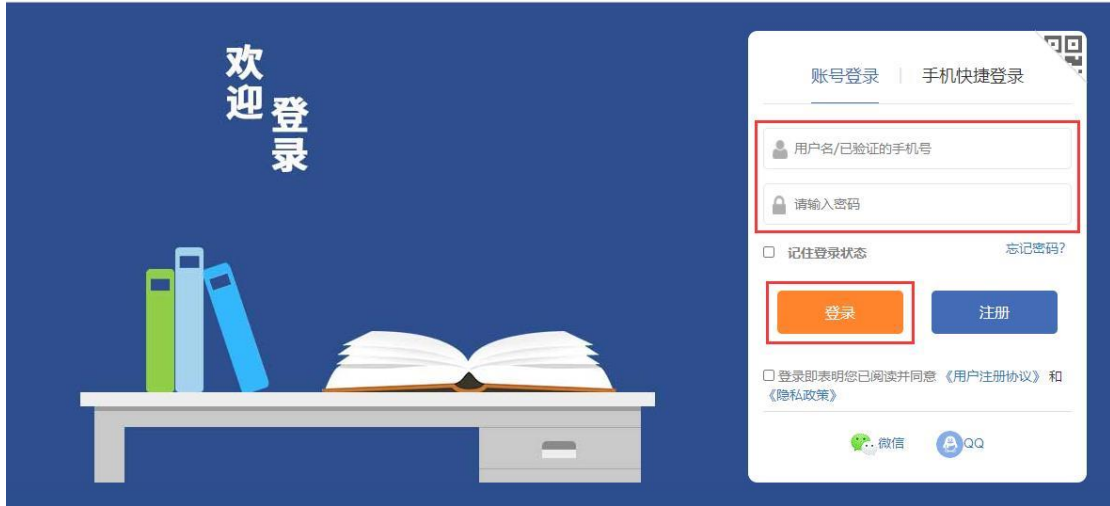 欢迎
登录
账号登录 手机快捷登录
用户名/已验证的手机号
请输入密码
记住登录状态 忘记密码?
登录 注册
登录即表明您已阅读并同意 《用户注册协议》 和
《隐私政策》
微信 QQ